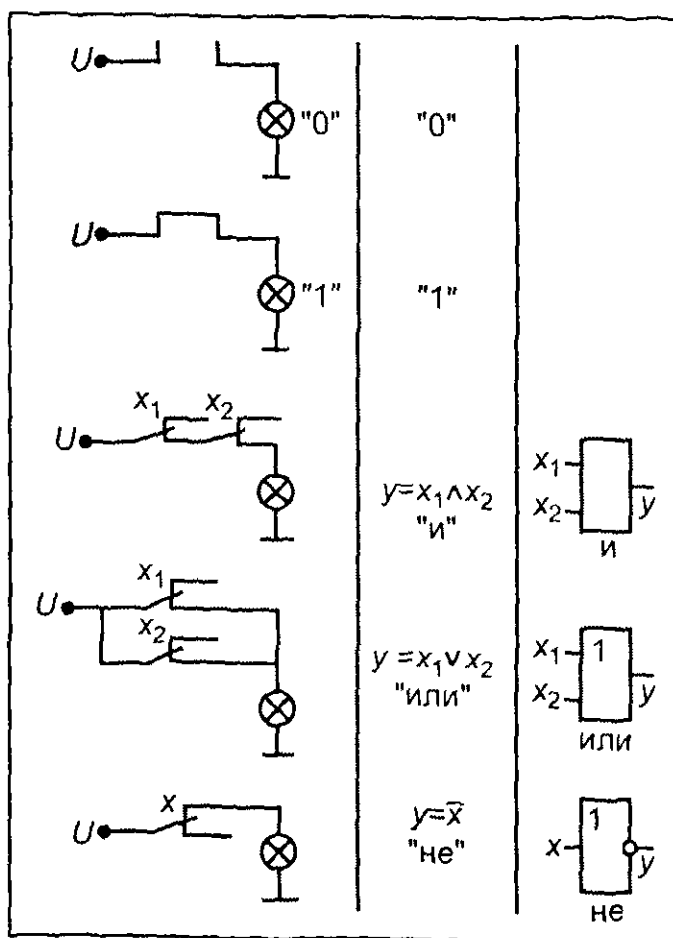 U "0" "0"
U "1" "1"
x₁ x₂
U
y=x₁∧x₂
"и"
x₁
x₂
y
и
x₁
U
x₂
y=x₁∨x₂
"или"
x₁ 1
x₂
y
или
x
U
y=x̅
"не"
1
x
y
не